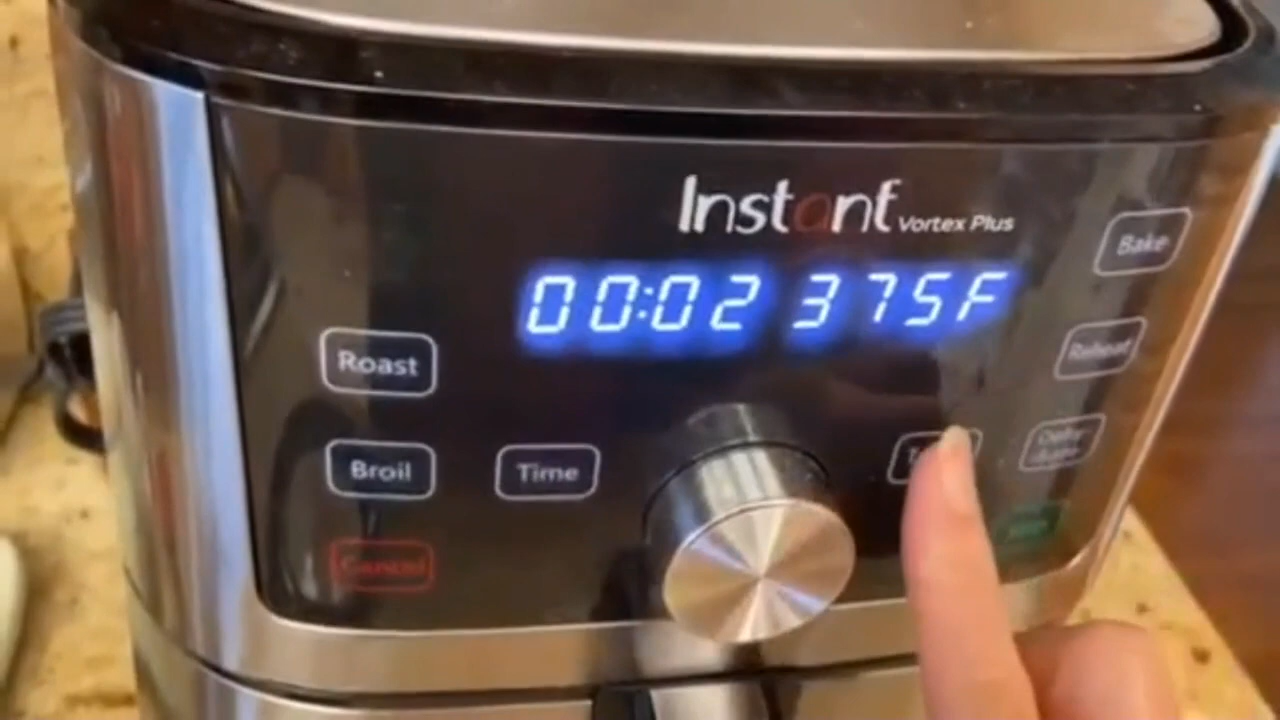 Instant Vortex Plus
Bake
00:02 375F
Roast
Reheat
Broil
Time
Cancel